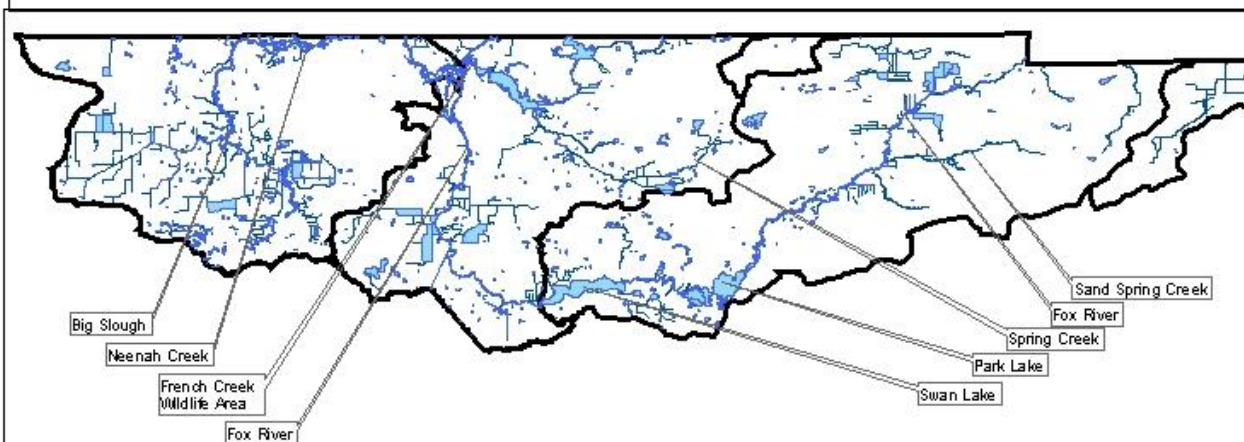 Big Slough
Neenah Creek
French Creek
Wildlife Area
Fox River
Sand Spring Creek
Fox River
Spring Creek
Park Lake
Swan Lake